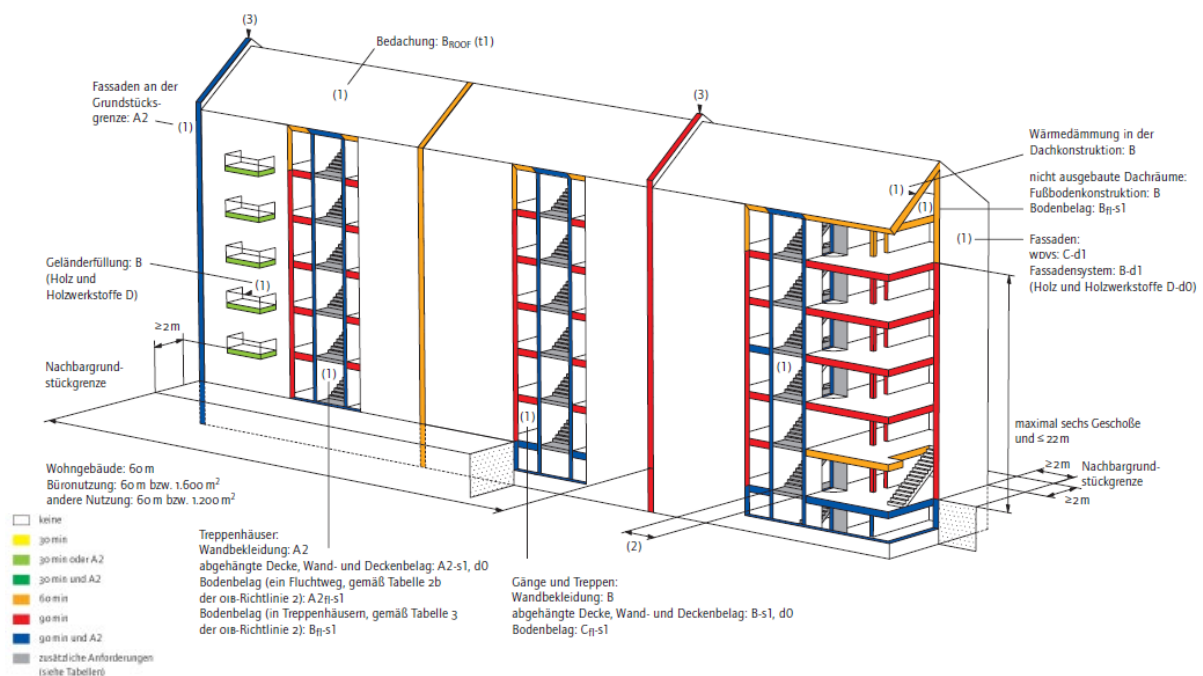 (3)
Bedachung: BROOF (t1)
(1)
Fassaden an der
Grundstücks-
grenze: A2
(1)
(3)
Wärmedämmung in der
Dachkonstruktion: B
(1)
nicht ausgebaute Dachräume:
Fußbodenkonstruktion: B
Bodenbelag: Bfl-s1
(1)
(1)
Fassaden:
WDVS: C-d1
Fassadensystem: B-d1
(Holz und Holzwerkstoffe D-d0)
Geländerfüllung: B
(Holz und
Holzwerkstoffe D)
(1)
≥2m
Nachbargrund-
stückgrenze
(1)
(1)
(1)
maximal sechs Geschoße
und ≤ 22 m
≥2m
Nachbargrund-
stückgrenze
≥2m
(2)
Wohngebäude: 60 m
Büronutzung: 60 m bzw. 1.600 m²
andere Nutzung: 60 m bzw. 1.200 m²
keine
30 min
30 min oder A2
30 min und A2
60 min
90 min
90 min und A2
zusätzliche Anforderungen
(siehe Tabellen)
Treppenhäuser:
Wandbekleidung: A2
abgehängte Decke, Wand- und Deckenbelag: A2-s1, d0
Bodenbelag (ein Fluchtweg, gemäß Tabelle 2b
der OIB-Richtlinie 2): A2fl-s1
Bodenbelag (in Treppenhäusern, gemäß Tabelle 3
der OIB-Richtlinie 2): Bfl-s1
Gänge und Treppen:
Wandbekleidung: B
abgehängte Decke, Wand- und Deckenbelag: B-s1, d0
Bodenbelag: Cfl-s1